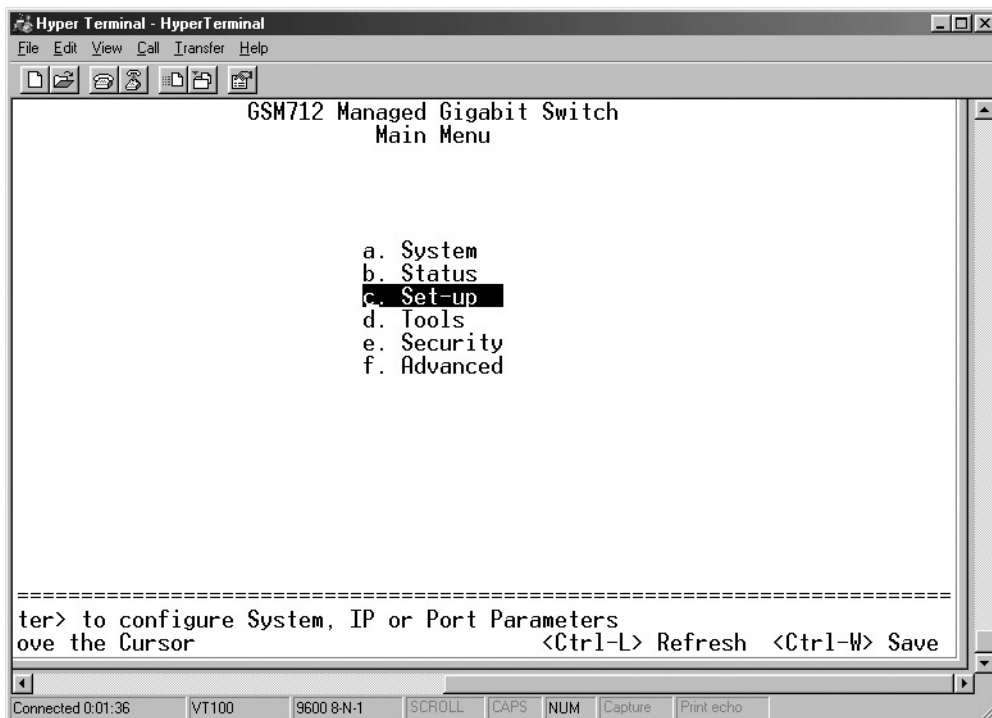 Hyper Terminal - HyperTerminal
File Edit View Call Transfer Help
GSM712 Managed Gigabit Switch
Main Menu
a. System
b. Status
c. Set-up
d. Tools
e. Security
f. Advanced
================================================================================
ter> to configure System, IP or Port Parameters
ove the Cursor <Ctrl-L> Refresh <Ctrl-W> Save
Connected 0:01:36 VT100 9600 8-N-1 SCROLL CAPS NUM Capture Print echo